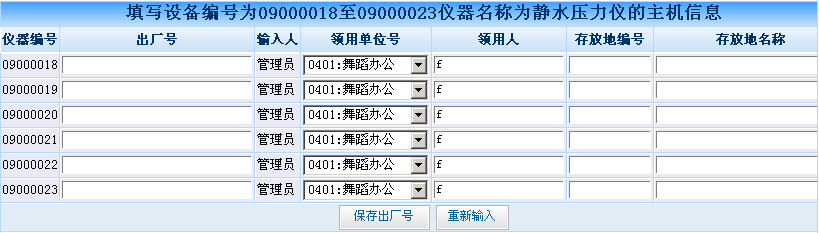 填写设备编号为09000018至09000023仪器名称为静水压力仪的主机信息
仪器编号 出厂号 输入人 领用单位号 领用人 存放地编号 存放地名称
09000018 管理员 0401:舞蹈办公 f
09000019 管理员 0401:舞蹈办公 f
09000020 管理员 0401:舞蹈办公 f
09000021 管理员 0401:舞蹈办公 f
09000022 管理员 0401:舞蹈办公 f
09000023 管理员 0401:舞蹈办公 f
保存出厂号 重新输入